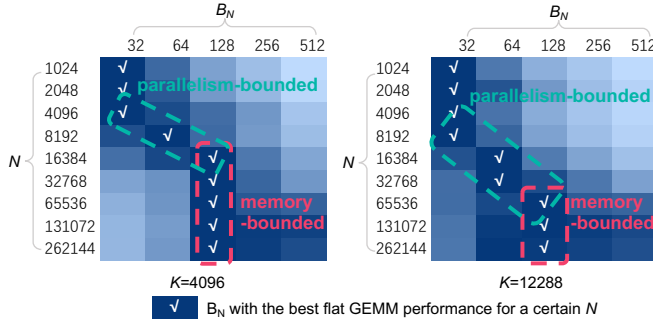 B_N
32 64 128 256 512
N
1024 √
2048 √
4096 √
8192 √
16384 √
32768 √
65536 √
131072 √
262144 √
parallelism-bounded
memory
-bounded
K=4096
B_N
32 64 128 256 512
N
1024 √
2048 √
4096 √
8192 √
16384 √
32768 √
65536 √
131072 √
262144 √
parallelism-bounded
memory
-bounded
K=12288
√ B_N with the best flat GEMM performance for a certain N